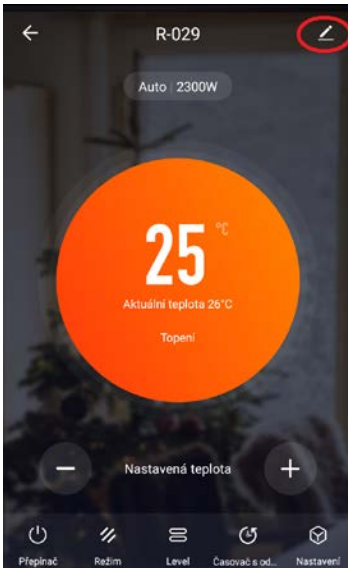 R-029
Auto | 2300W
25 °C
Aktuální teplota 26°C
Topení
Nastavená teplota
Přepínač Režim Level Časovač s od... Nastavení